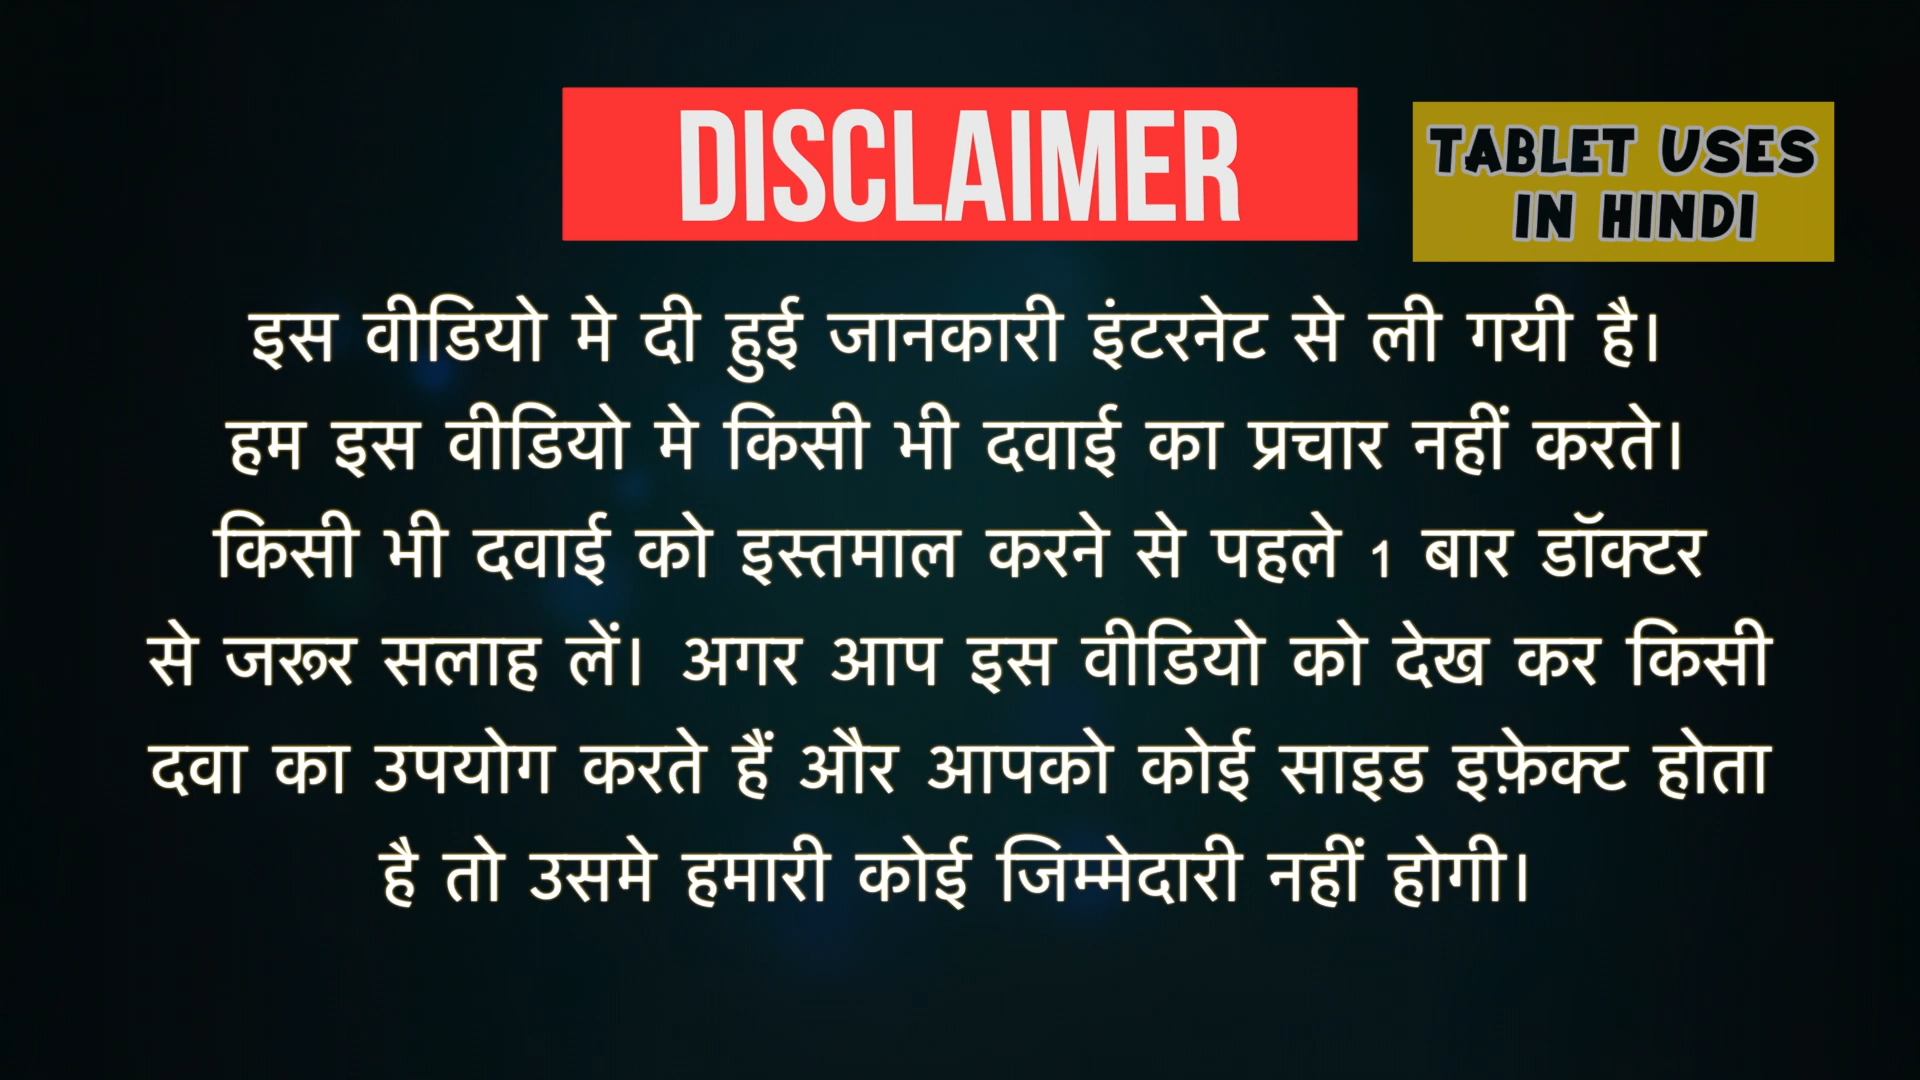 DISCLAIMER
TABLET USES
IN HINDI
इस वीडियो मे दी हुई जानकारी इंटरनेट से ली गयी है।
हम इस वीडियो मे किसी भी दवाई का प्रचार नहीं करते।
किसी भी दवाई को इस्तमाल करने से पहले 1 बार डॉक्टर
से जरूर सलाह लें। अगर आप इस वीडियो को देख कर किसी
दवा का उपयोग करते हैं और आपको कोई साइड इफ़ेक्ट होता
है तो उसमे हमारी कोई जिम्मेदारी नहीं होगी।